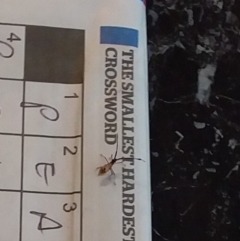 THE SMALLEST, HARDEST
CROSSWORD
1 2 3
P E A
4